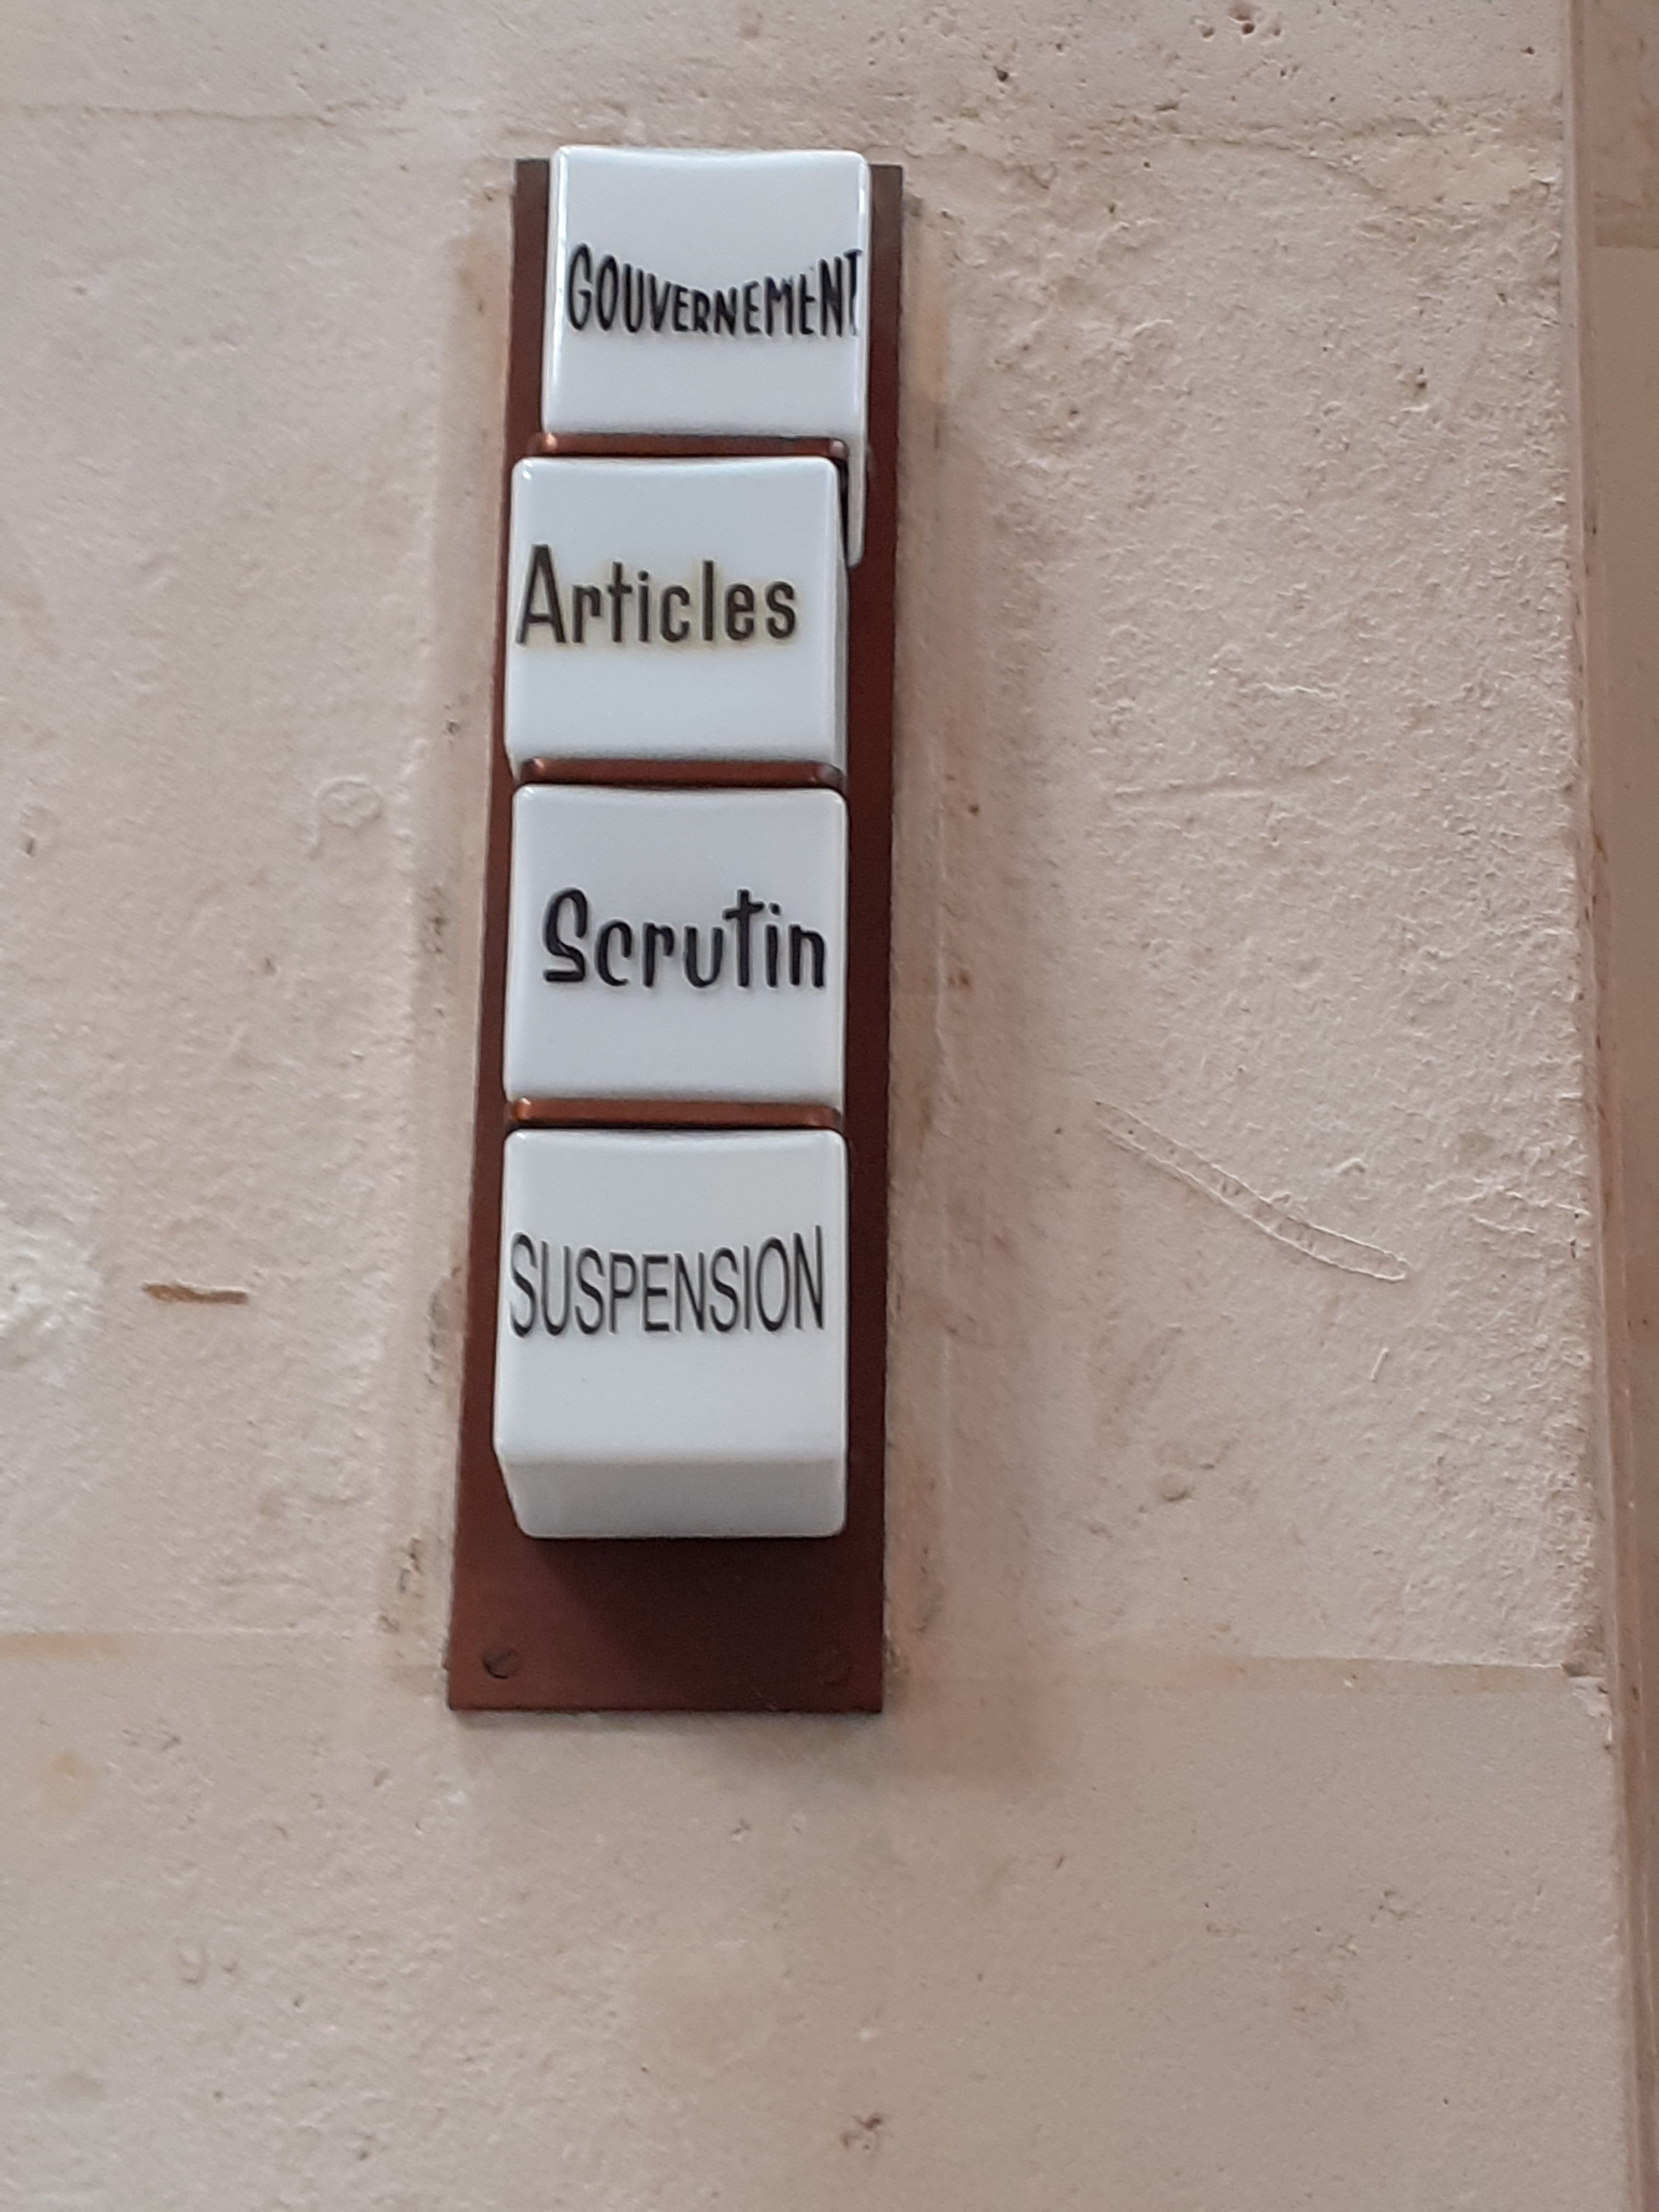 GOUVERNEMENT
Articles
Scrutin
SUSPENSION